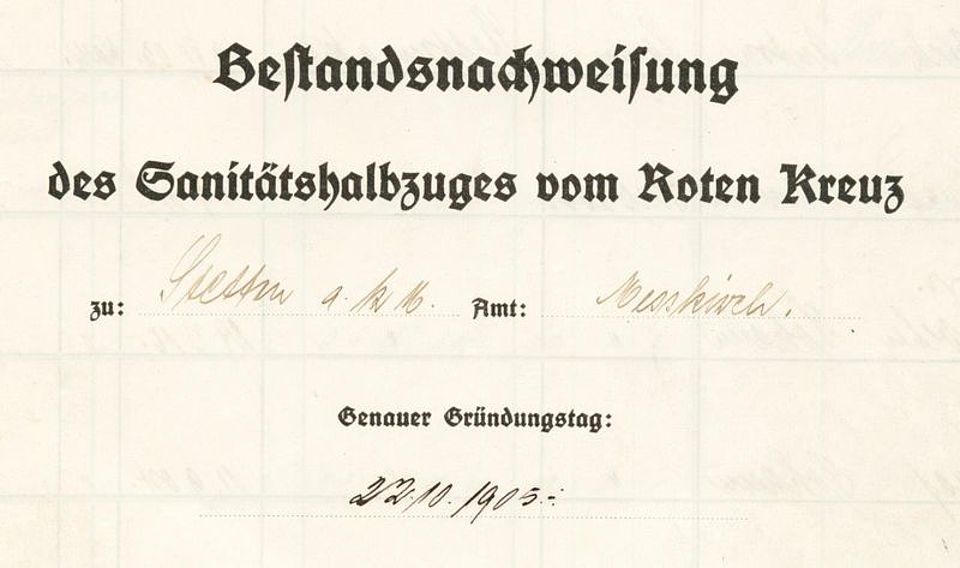 Bestandsnachweisung
des Sanitätshalbzuges vom Roten Kreuz
zu: Stetten a. k. M. Amt: Messkirch.
Genauer Gründungstag:
22.10.1905.